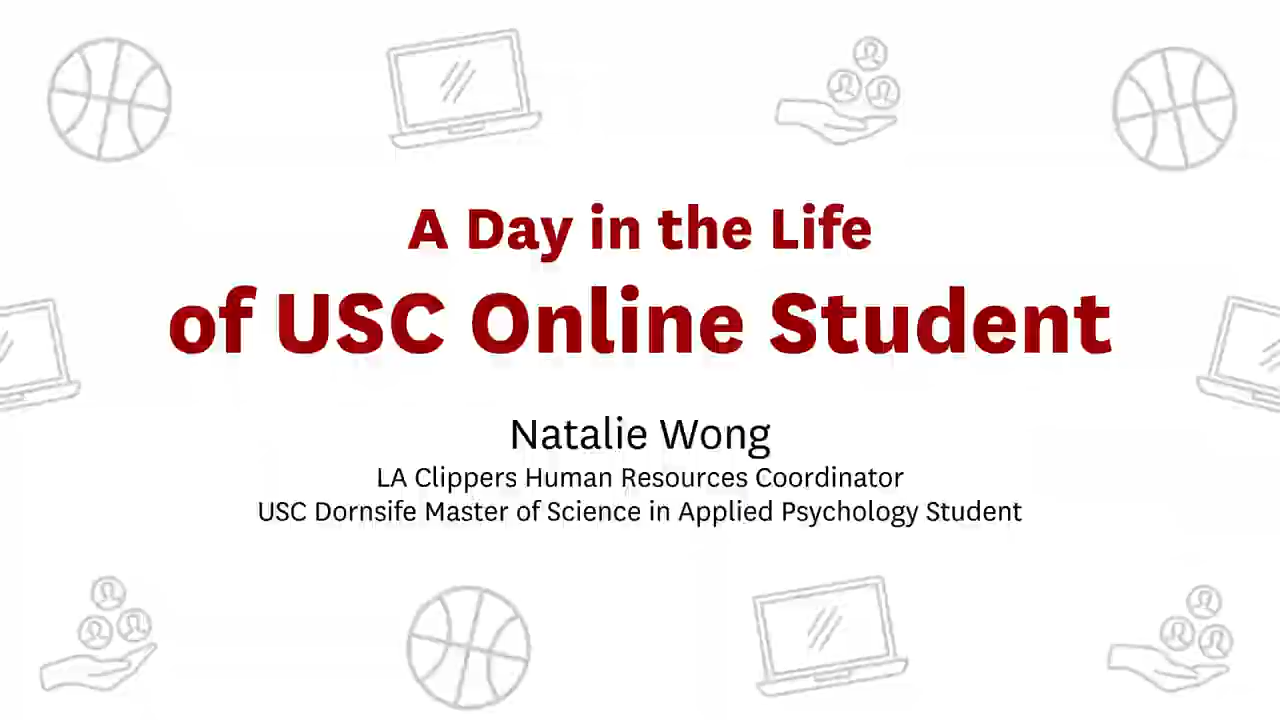 A Day in the Life
of USC Online Student
Natalie Wong
LA Clippers Human Resources Coordinator
USC Dornsife Master of Science in Applied Psychology Student